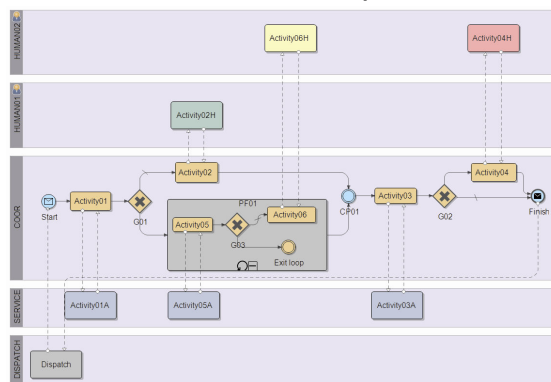 HUMAN02
Activity06H
Activity04H
HUMAN01
Activity02H
COOR
Activity02
Activity04
Activity01
Start
G01
PF01
Activity05
Activity06
G03
Exit loop
CP01
Activity03
G02
Finish
SERVICE
Activity01A
Activity05A
Activity03A
DISPATCH
Dispatch